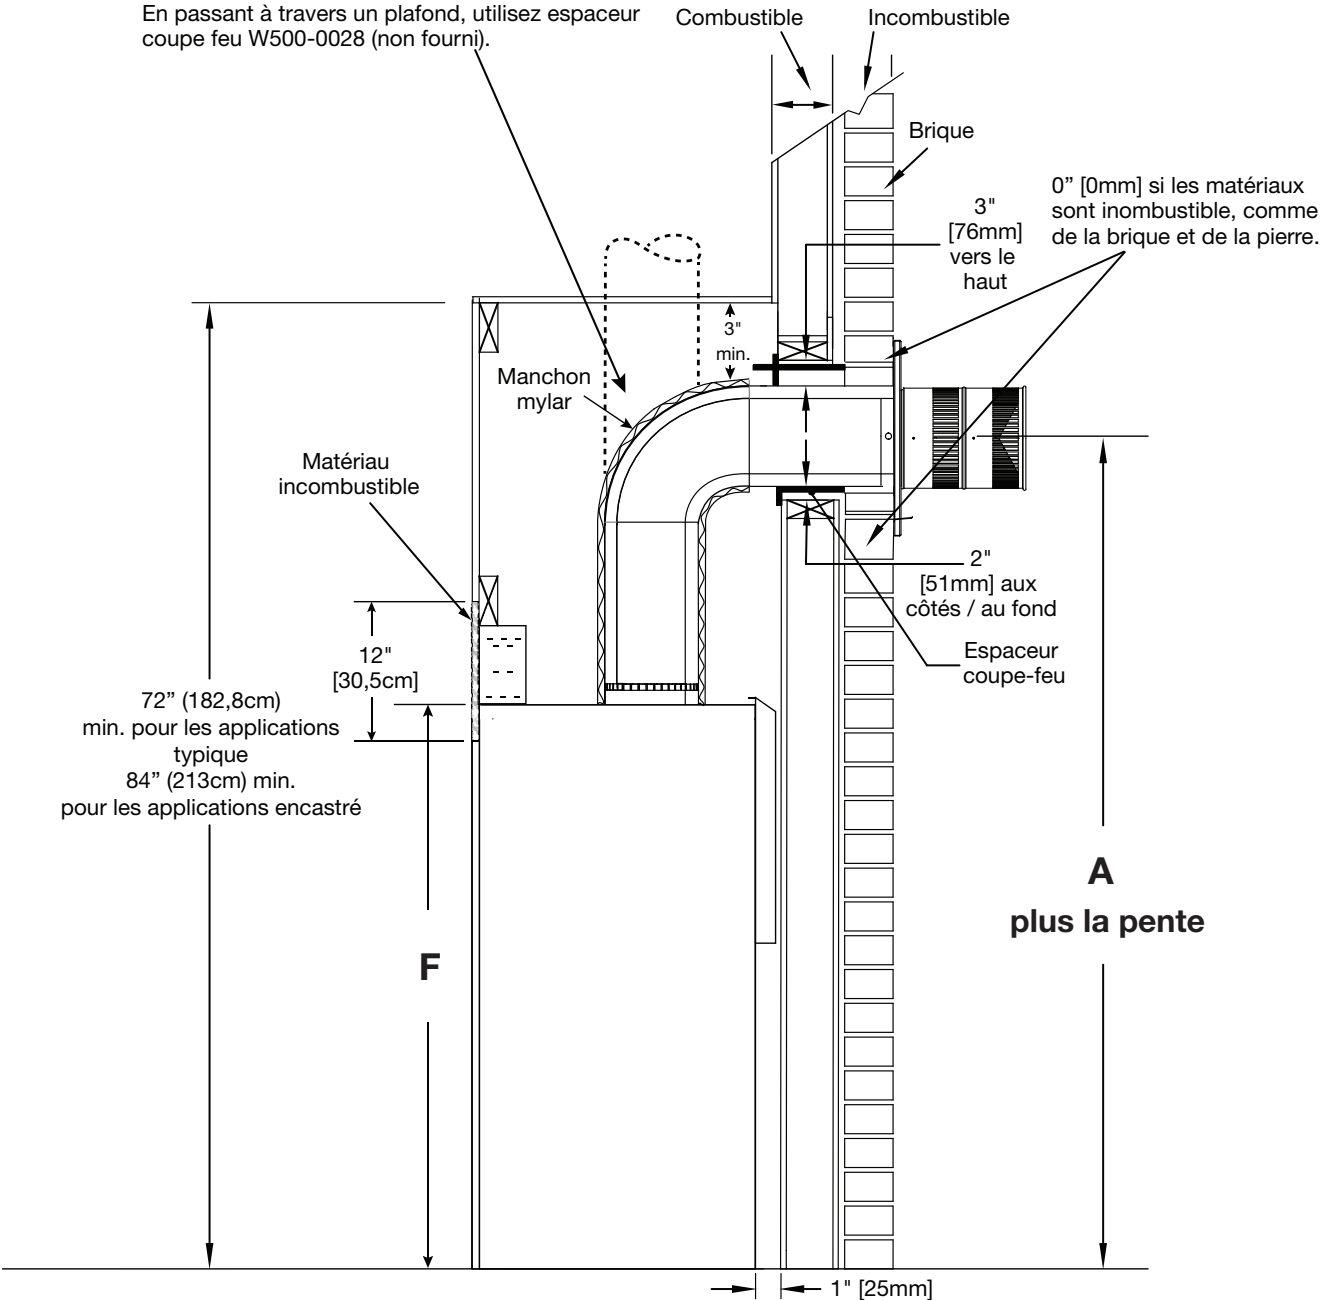 En passant à travers un plafond, utilisez espaceur
coupe feu W500-0028 (non fourni).
Combustible
Incombustible
Brique
0” [0mm] si les matériaux
sont inombustible, comme
de la brique et de la pierre.
3"
[76mm]
vers le
haut
3"
min.
Manchon
mylar
Matériau
incombustible
2"
[51mm] aux
côtés / au fond
Espaceur
coupe-feu
12"
[30,5cm]
72” (182,8cm)
min. pour les applications
typique
84” (213cm) min.
pour les applications encastré
A
plus la pente
F
1" [25mm]